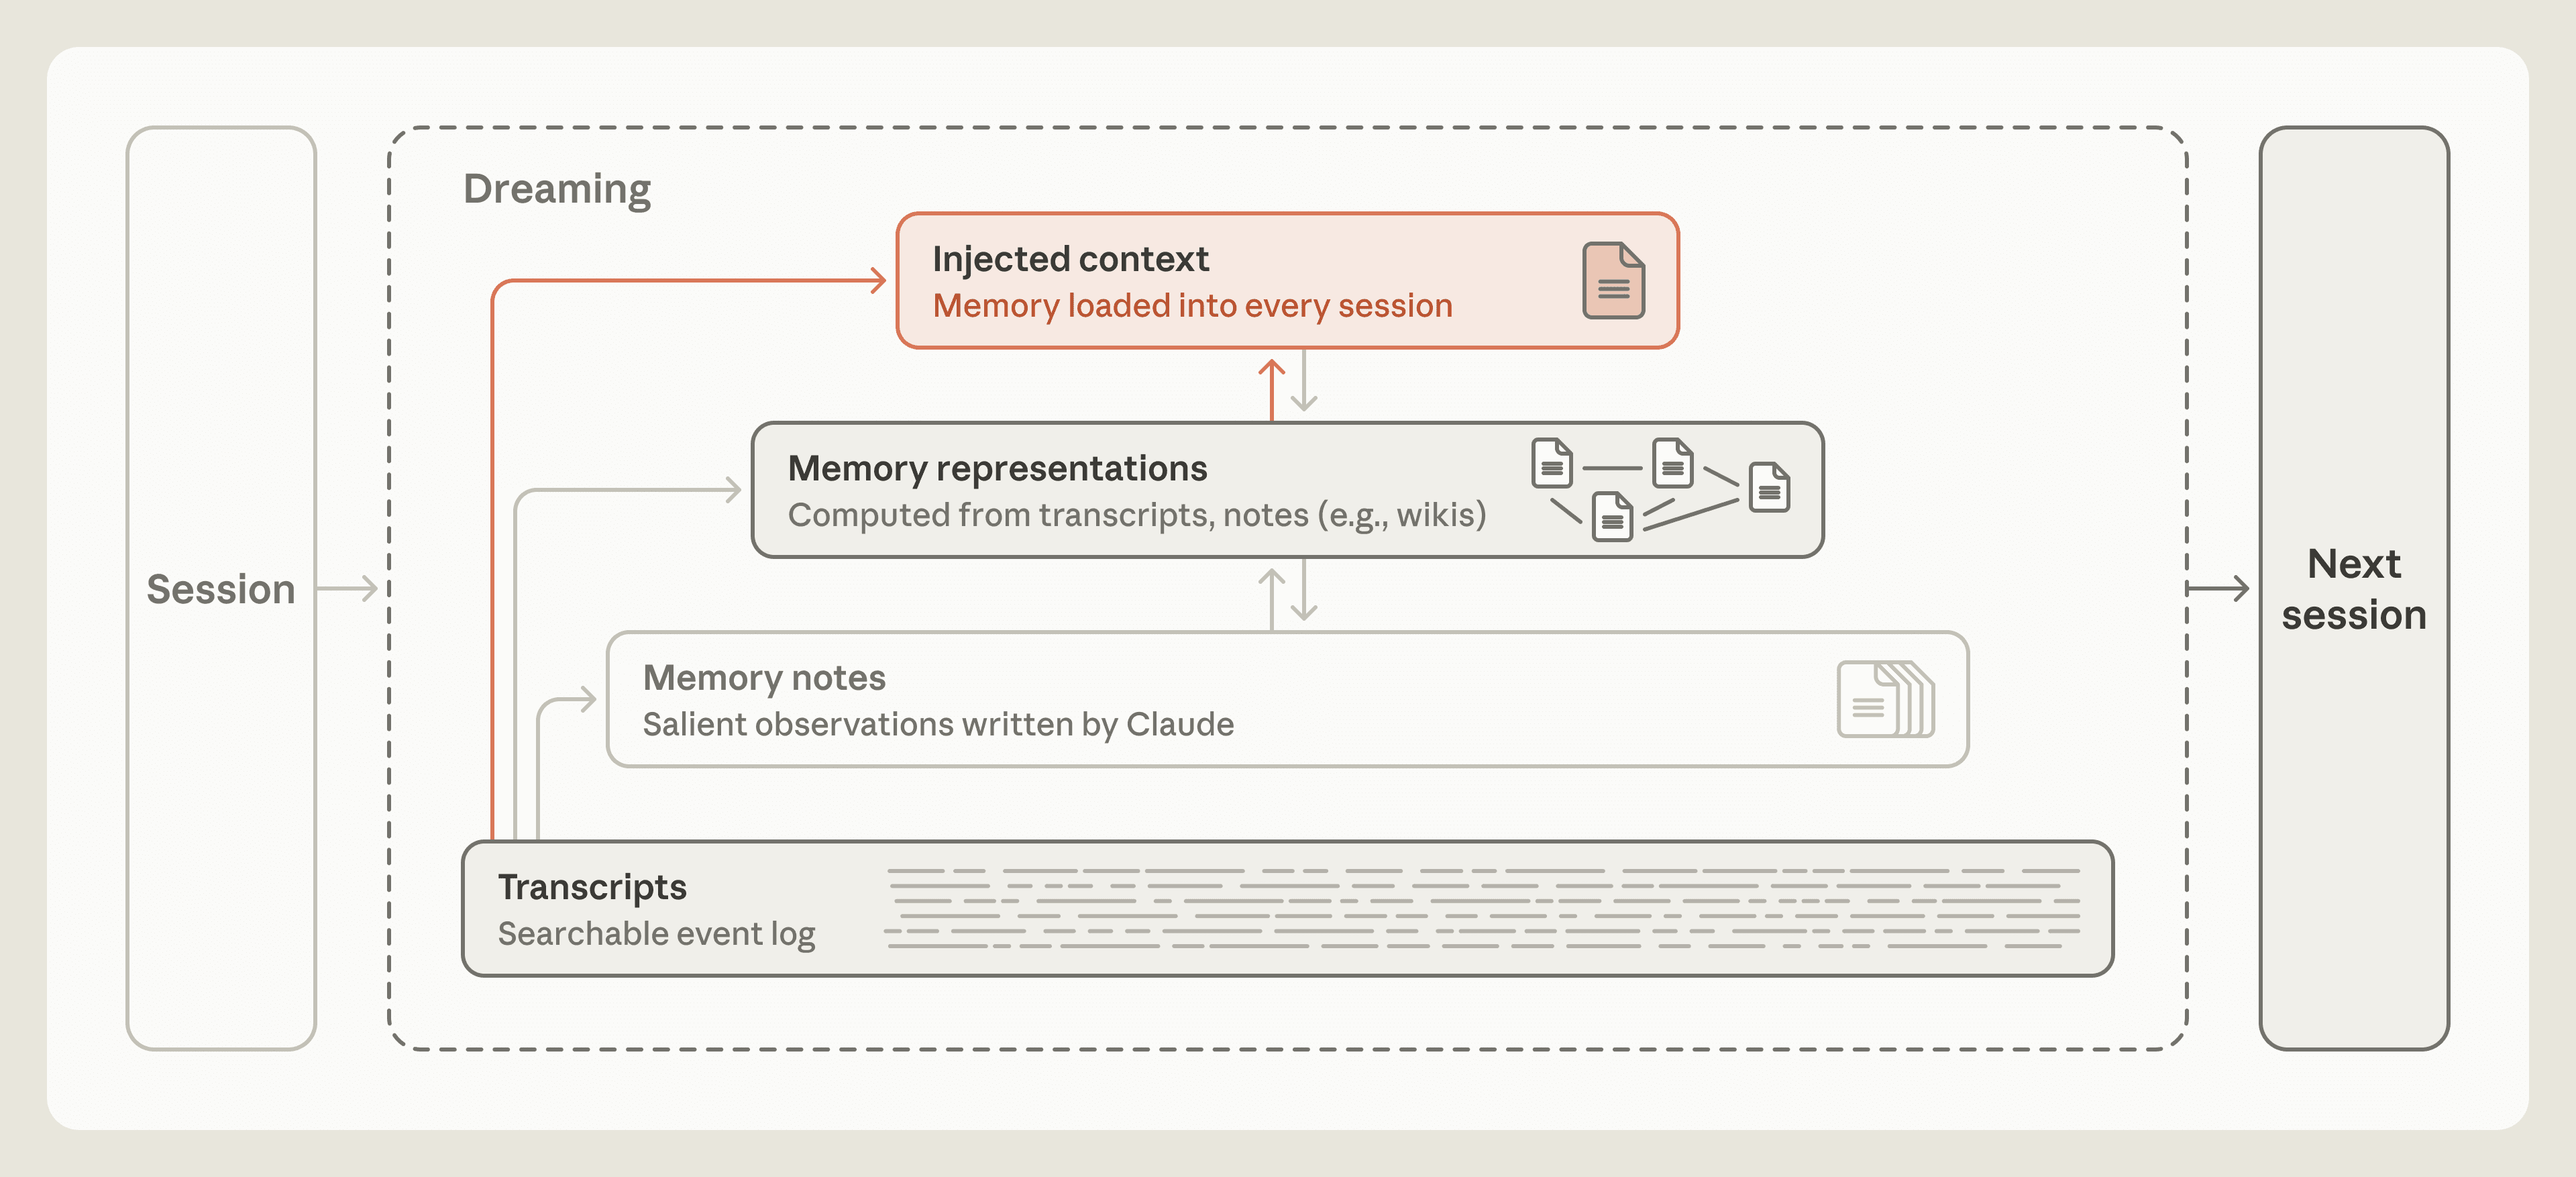 Dreaming
Injected context
Memory loaded into every session
Memory representations
Computed from transcripts, notes (e.g., wikis)
Session
Next
session
Memory notes
Salient observations written by Claude
Transcripts
Searchable event log